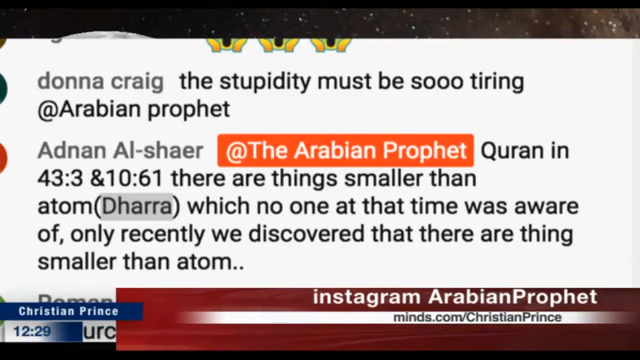 donna craig the stupidity must be sooo tiring
@Arabian prophet
Adnan Al-shaer @The Arabian Prophet Quran in
43:3 &10:61 there are things smaller than
atom(Dharra) which no one at that time was aware
of, only recently we discovered that there are thing
smaller than atom..
instagram ArabianProphet
Christian Prince
minds.com/ChristianPrince
12:29
urc